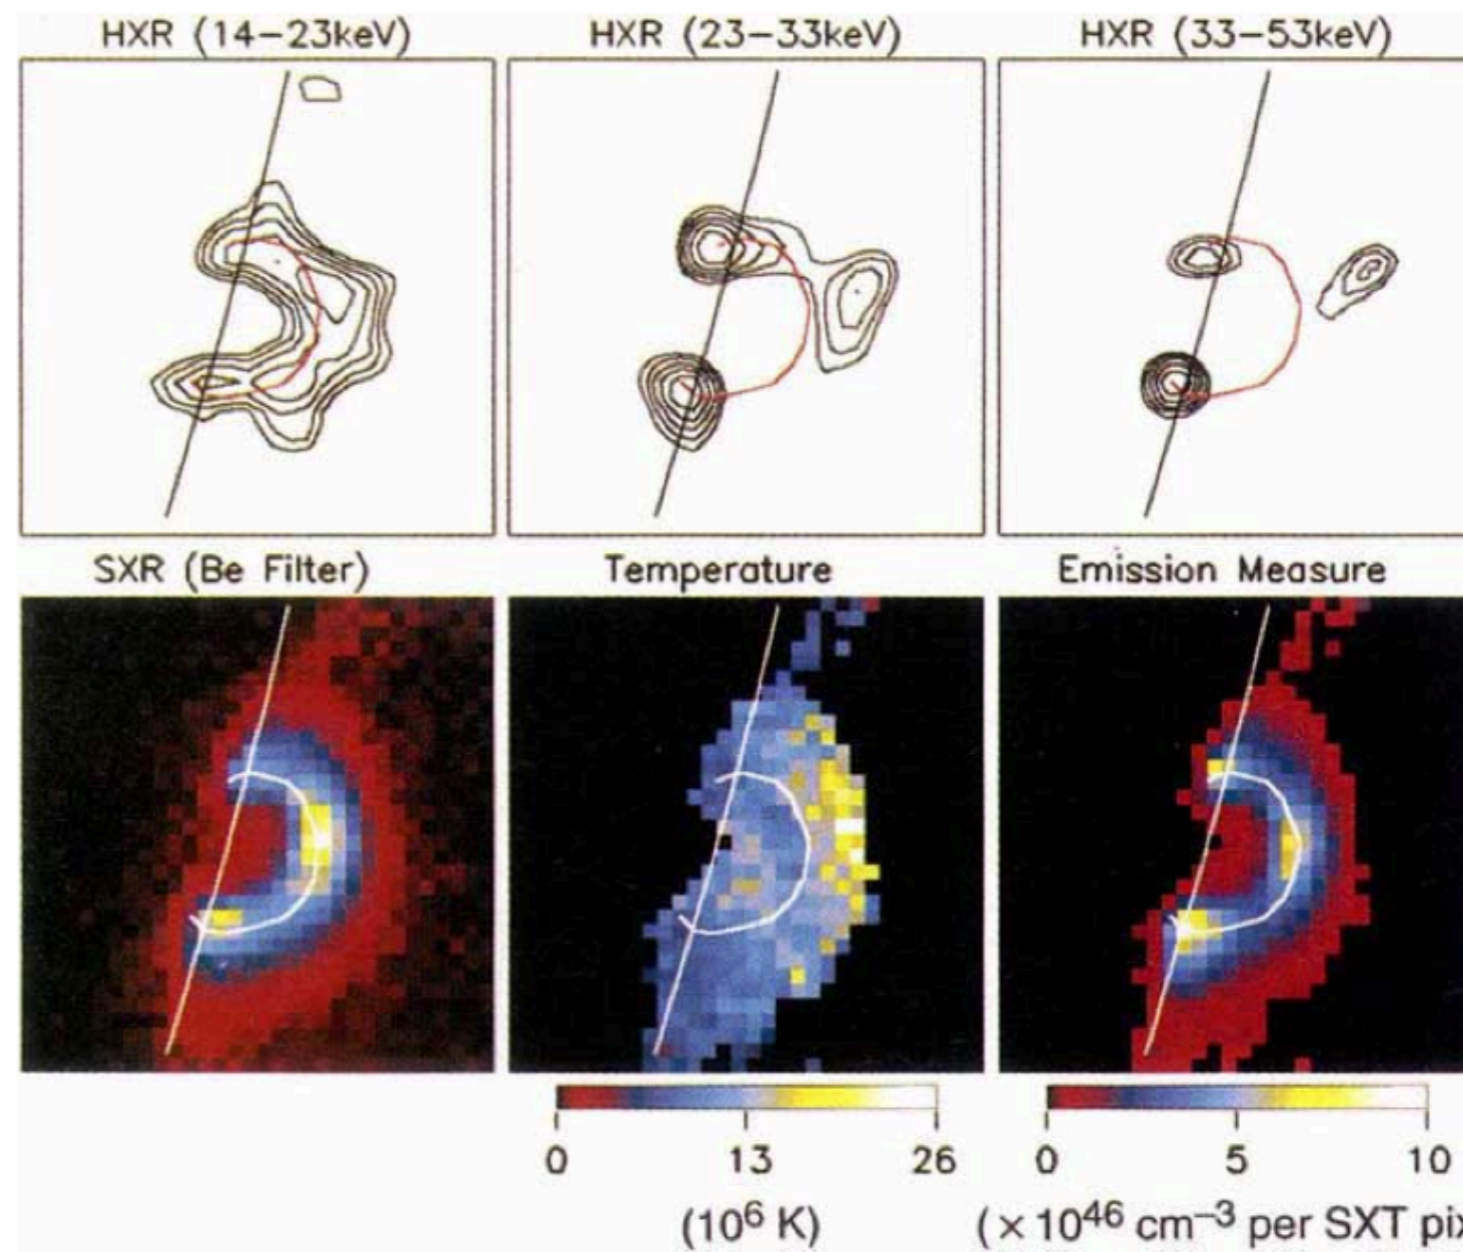 HXR (14-23keV)
HXR (23-33keV)
HXR (33-53keV)
SXR (Be Filter)
Temperature
Emission Measure
0 13 26
0 5 10
(10⁶ K)
(×10⁴⁶ cm⁻³ per SXT